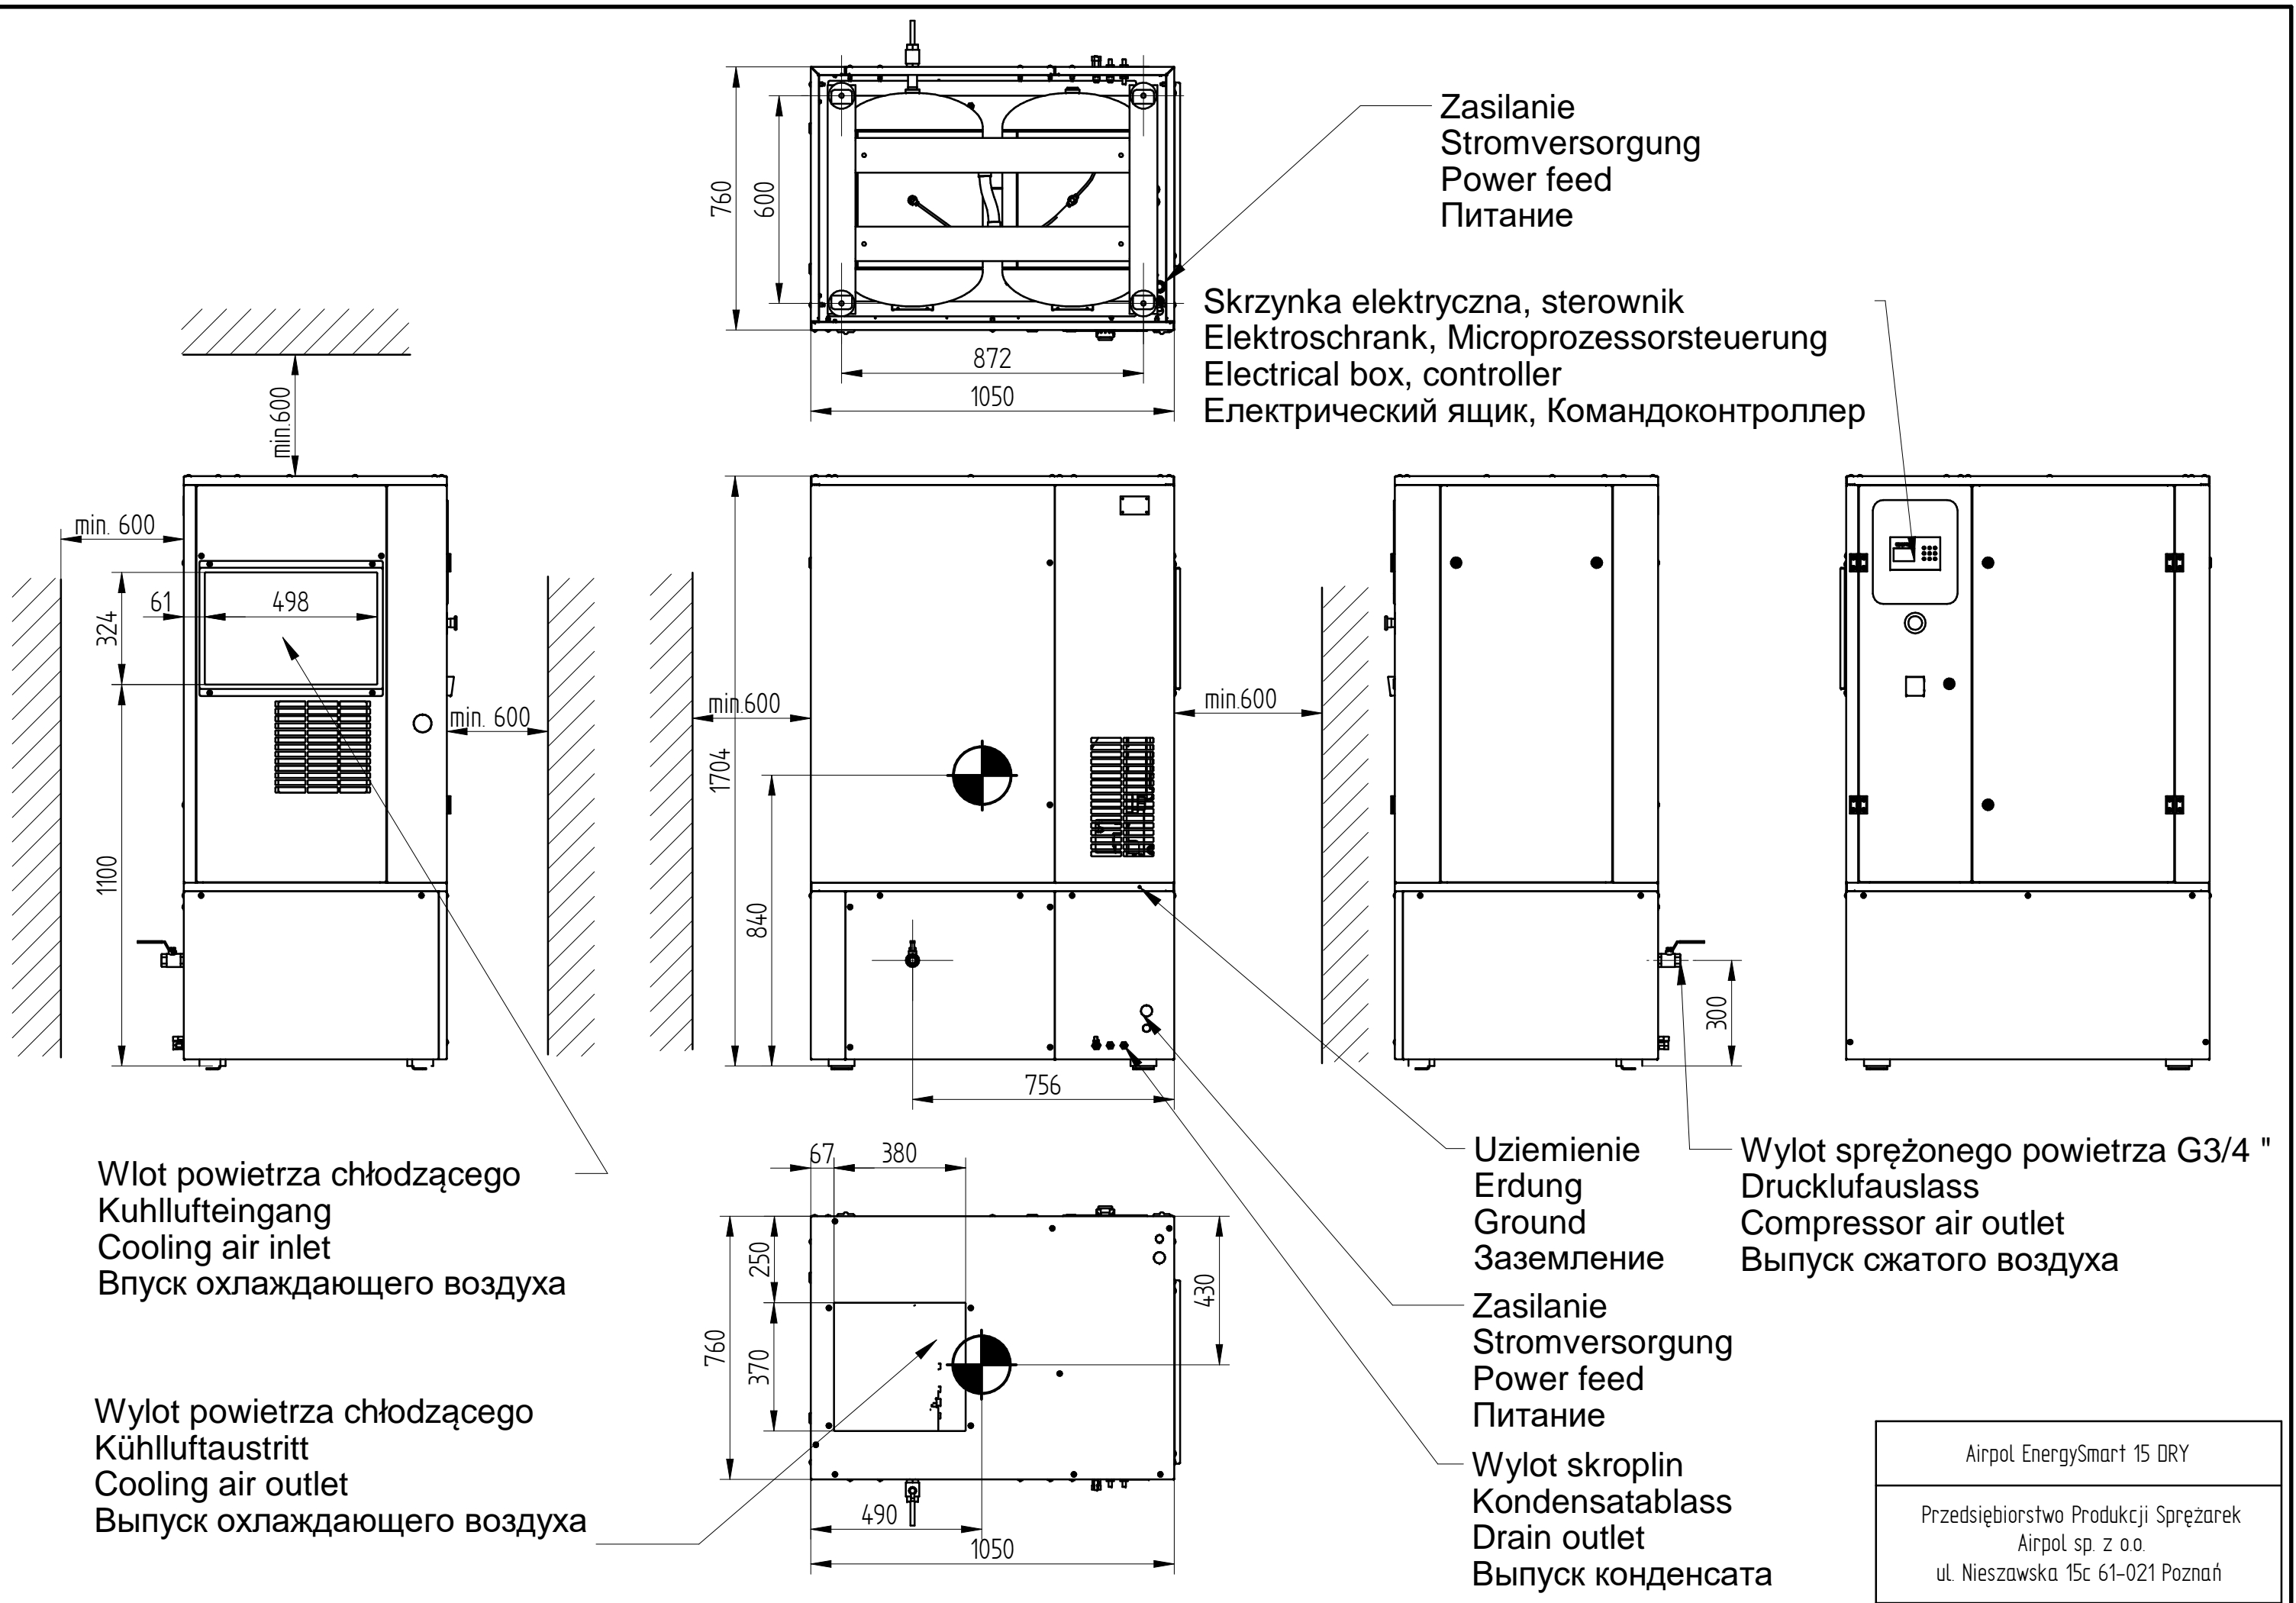 760
600
872
1050
Zasilanie
Stromversorgung
Power feed
Питание
Skrzynka elektryczna, sterownik
Elektroschrank, Microprozessorsteuerung
Electrical box, controller
Електрический ящик, Командоконтроллер
min.600
min. 600
61
498
324
1100
min. 600
min.600
1704
840
756
min.600
300
Wlot powietrza chłodzącego
Kuhllufteingang
Cooling air inlet
Впуск охлаждающего воздуха
Wylot powietrza chłodzącego
Kühlluftaustritt
Cooling air outlet
Выпуск охлаждающего воздуха
67
380
250
370
760
430
490
1050
Uziemienie
Erdung
Ground
Заземление
Wylot sprężonego powietrza G3/4 "
Drucklufauslass
Compressor air outlet
Выпуск сжатого воздуха
Zasilanie
Stromversorgung
Power feed
Питание
Wylot skroplin
Kondensatablass
Drain outlet
Выпуск конденсата
Airpol EnergySmart 15 DRY
Przedsiębiorstwo Produkcji Sprężarek
Airpol sp. z o.o.
ul. Nieszawska 15c 61-021 Poznań